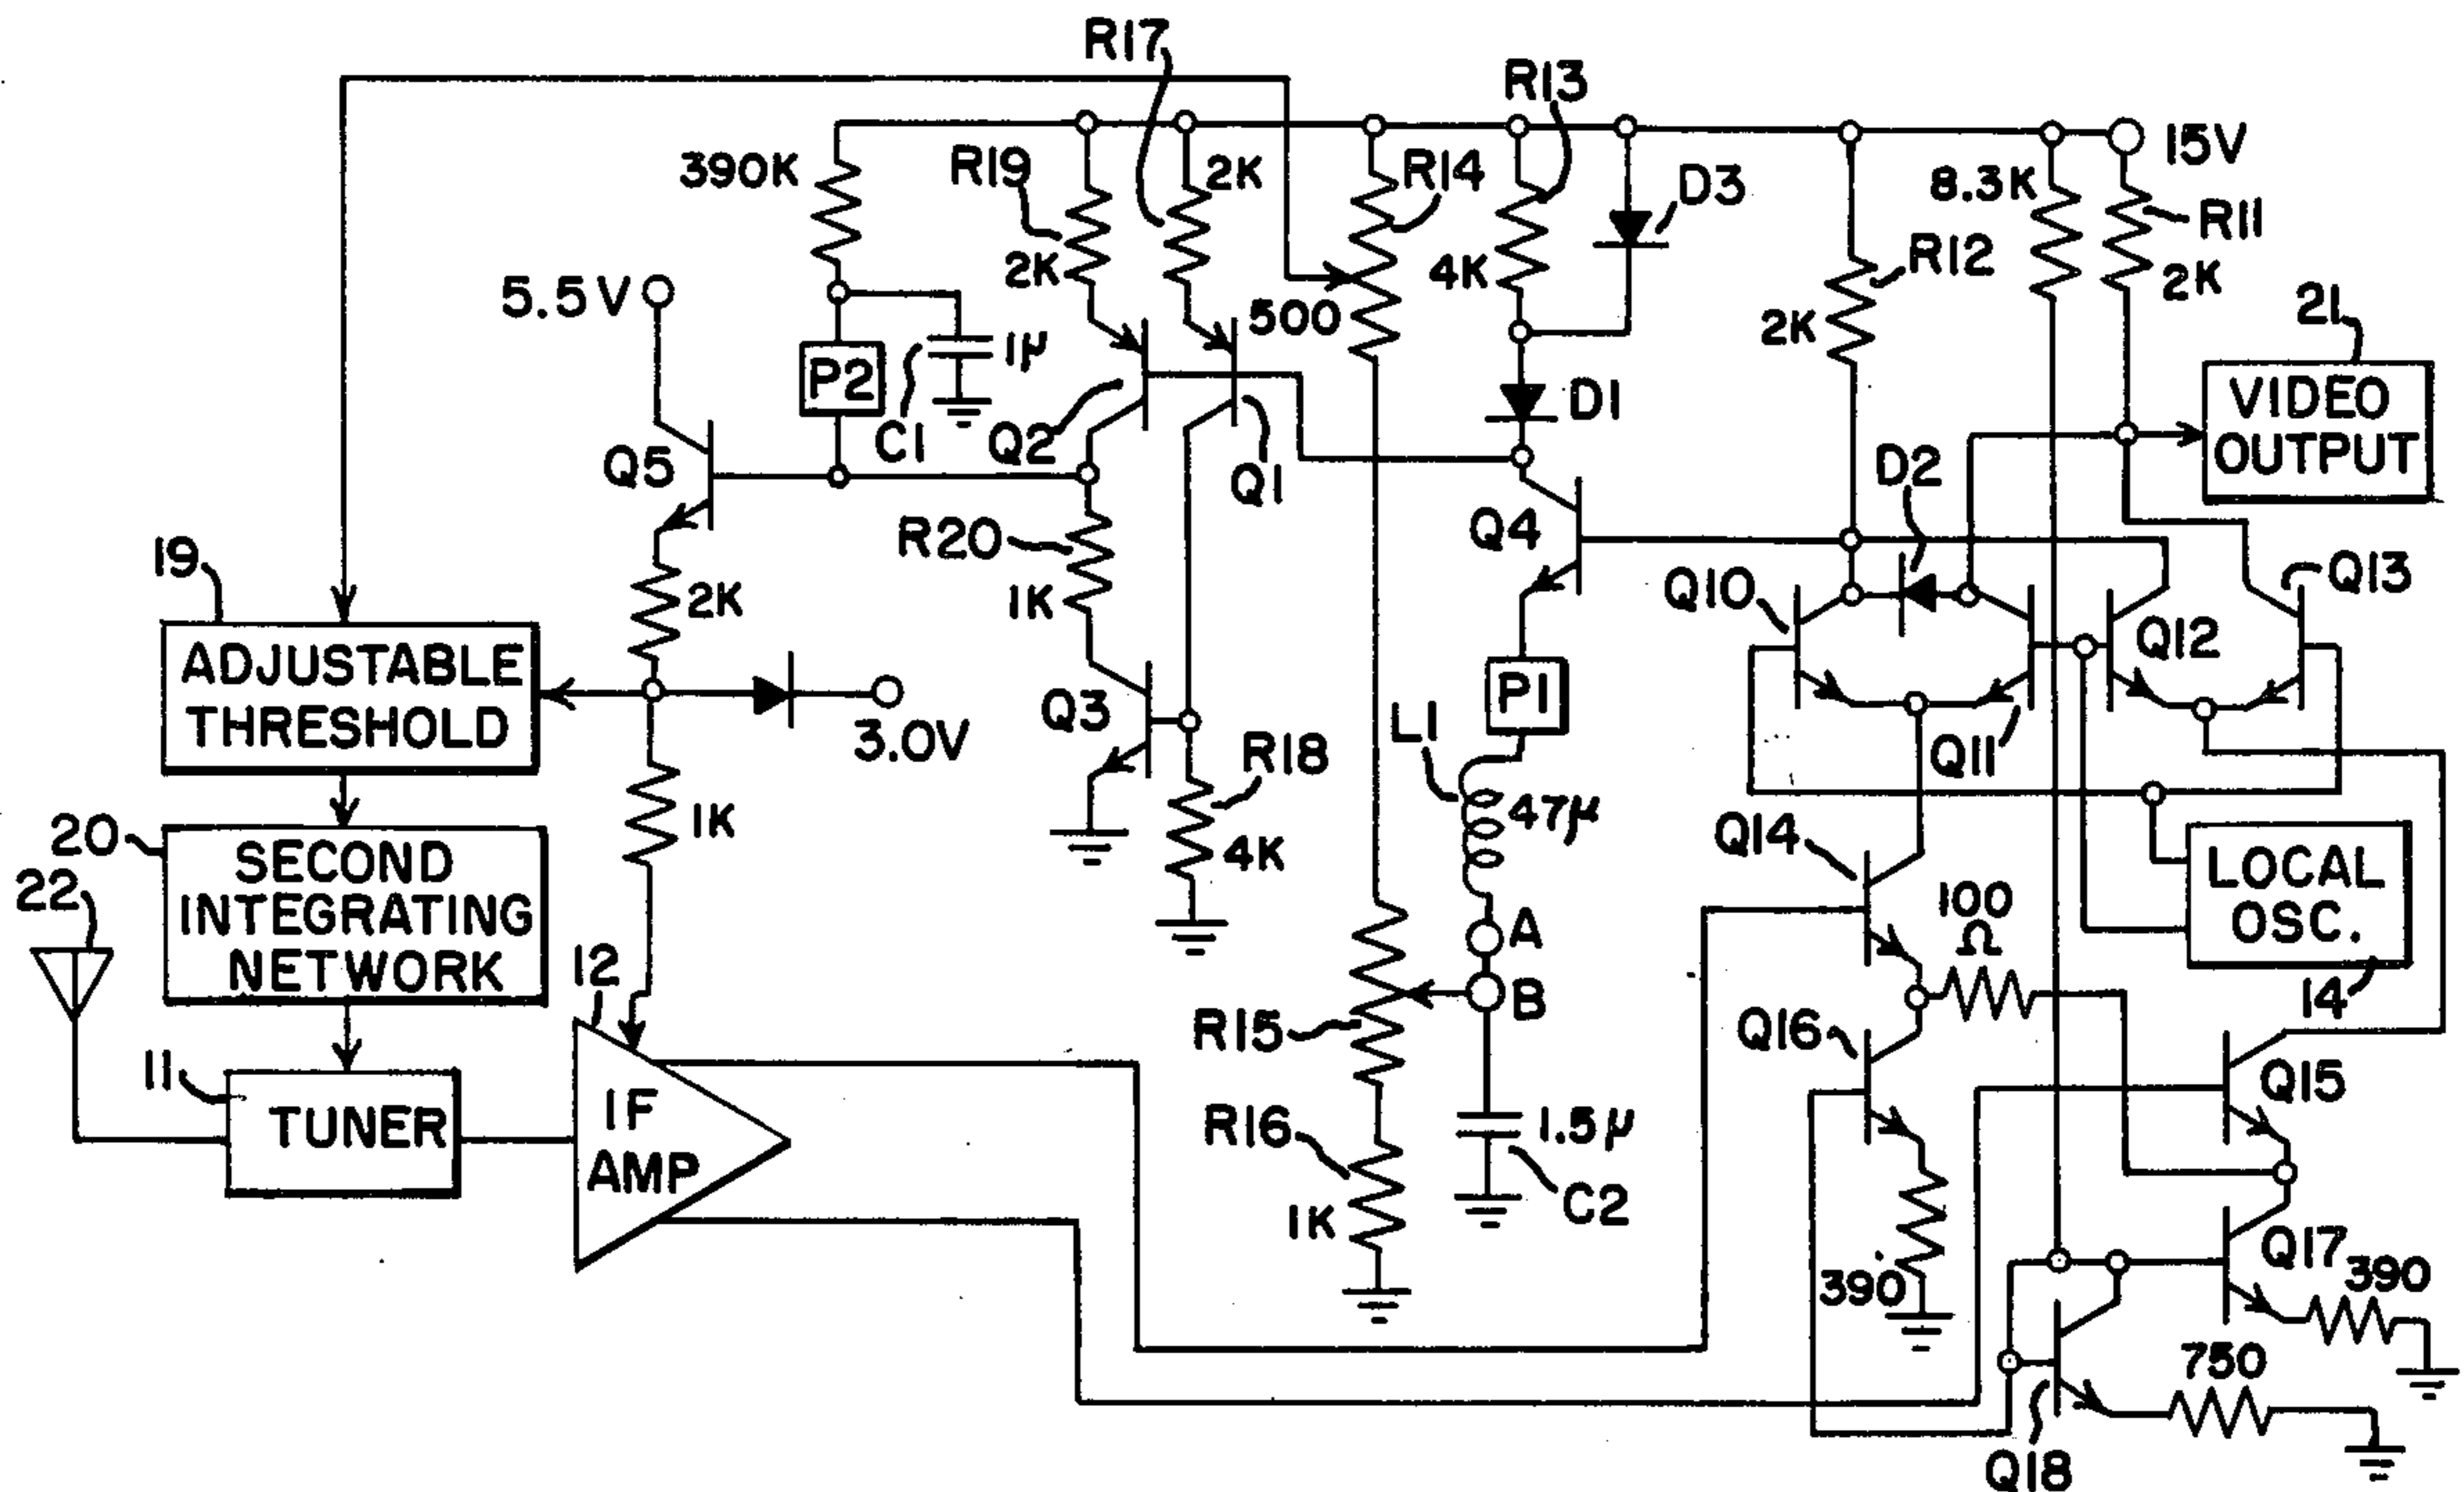 R17
R13
15V
390K
R19
2K
R14
D3
8.3K
R11
2K
4K
R12
2K
5.5V
500
2K
21
P2
1μ
C1
Q2
Q1
D1
VIDEO
OUTPUT
Q5
D2
R20
Q4
Q13
19
1K
2K
Q10
Q12
ADJUSTABLE
THRESHOLD
Q3
P1
L1
3.0V
R18
Q11
20
1K
47μ
Q14
4K
LOCAL
OSC.
SECOND
INTEGRATING
NETWORK
22
100
Ω
A
12
B
14
R15
Q16
11
Q15
TUNER
IF
AMP
R16
1.5μ
1K
C2
Q17
390
390
750
Q18